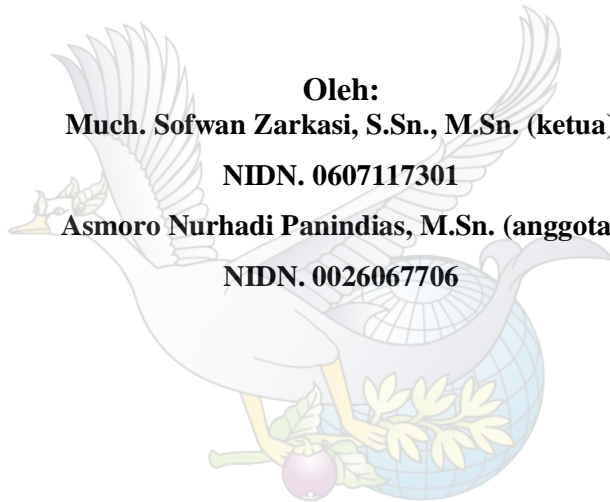 Oleh:
Much. Sofwan Zarkasi, S.Sn., M.Sn. (ketua)
NIDN. 0607117301
Asmoro Nurhadi Panindias, M.Sn. (anggota
NIDN. 0026067706